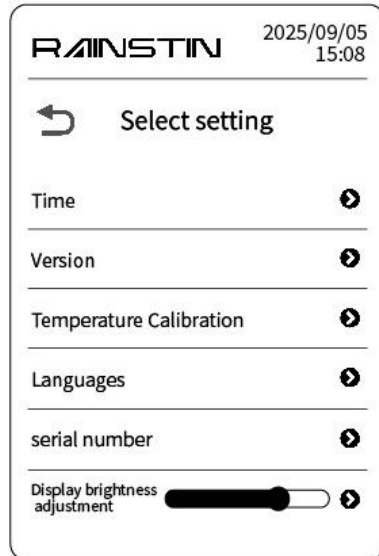 RAINSTIN
2025/09/05
15:08
Select setting
Time
Version
Temperature Calibration
Languages
serial number
Display brightness
adjustment